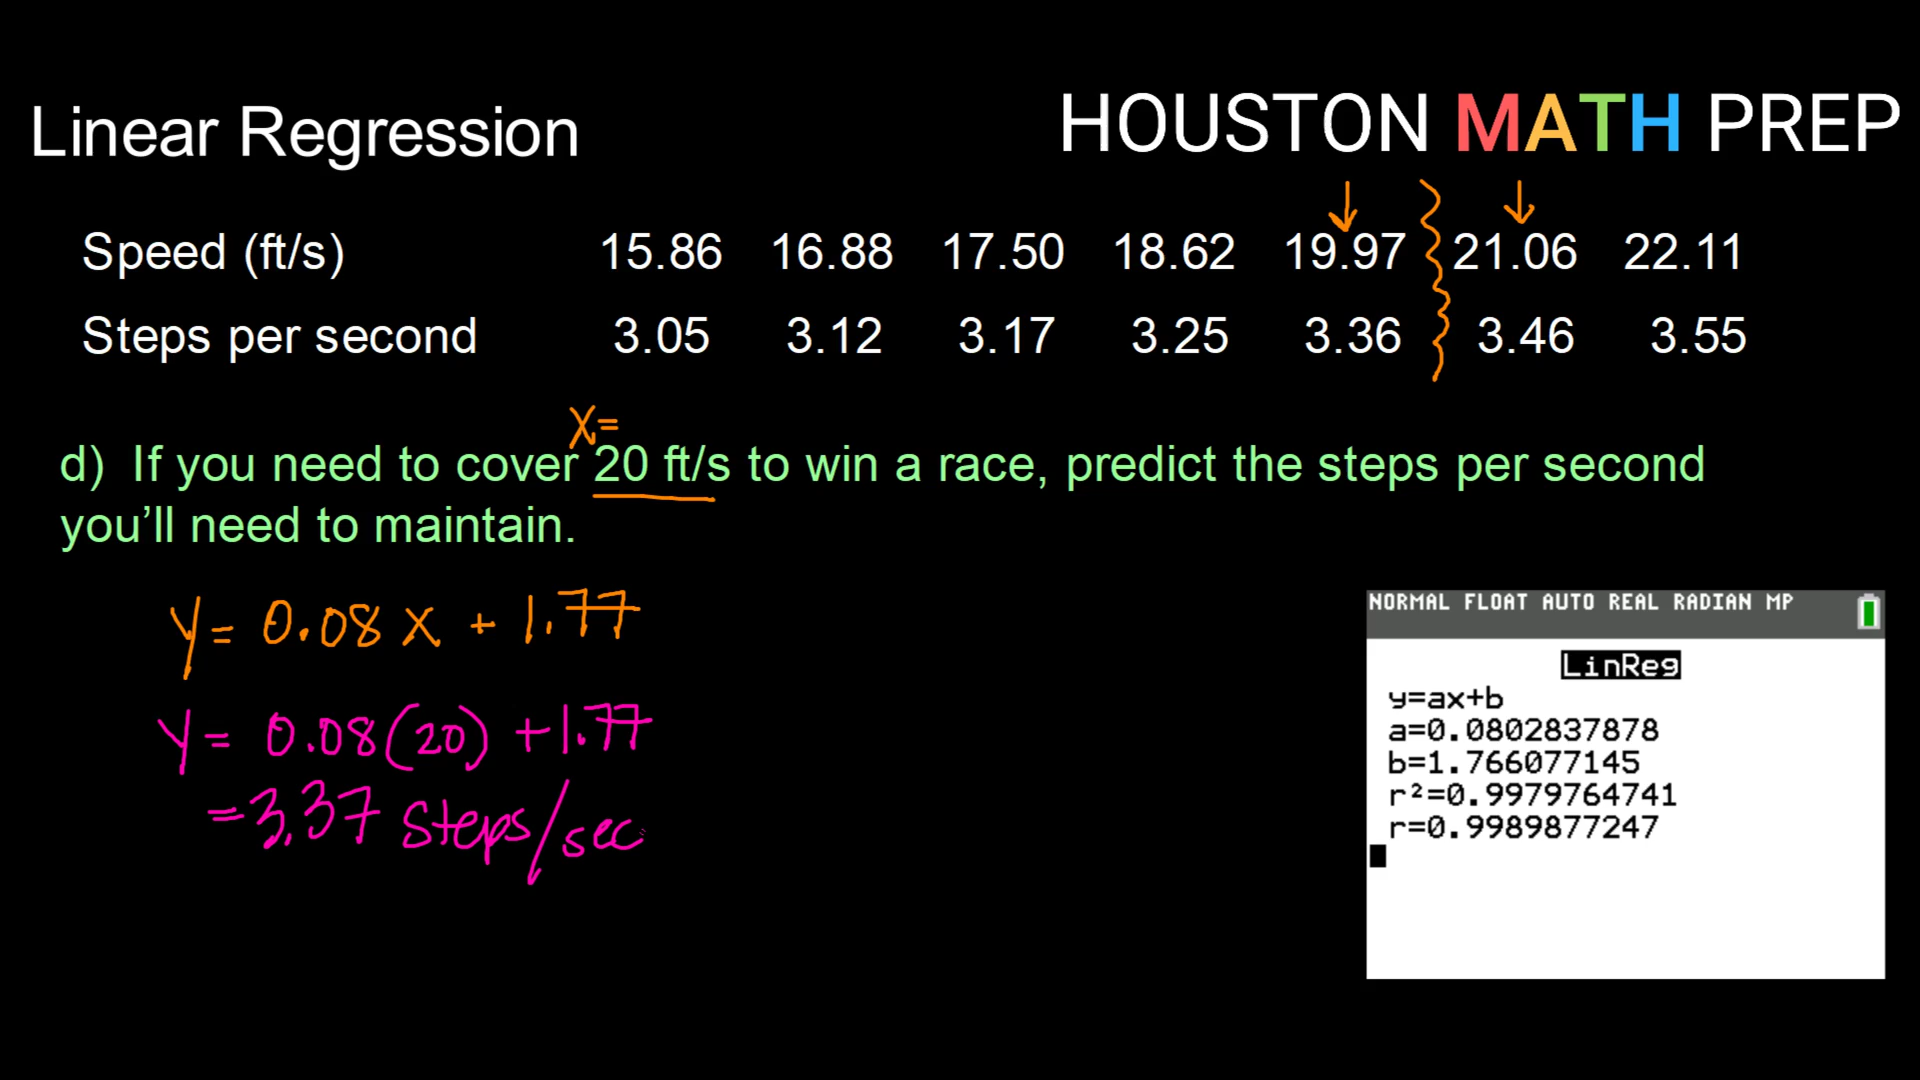 Linear Regression
HOUSTON MATH PREP
Speed (ft/s) 15.86 16.88 17.50 18.62 19.97 21.06 22.11
Steps per second 3.05 3.12 3.17 3.25 3.36 3.46 3.55
X=
d) If you need to cover 20 ft/s to win a race, predict the steps per second
you’ll need to maintain.
y = 0.08 x + 1.77
y = 0.08(20) +1.77
= 3.37 steps/sec
NORMAL FLOAT AUTO REAL RADIAN MP
LinReg
y=ax+b
a=0.0802837878
b=1.766077145
r²=0.9979764741
r=0.9989877247